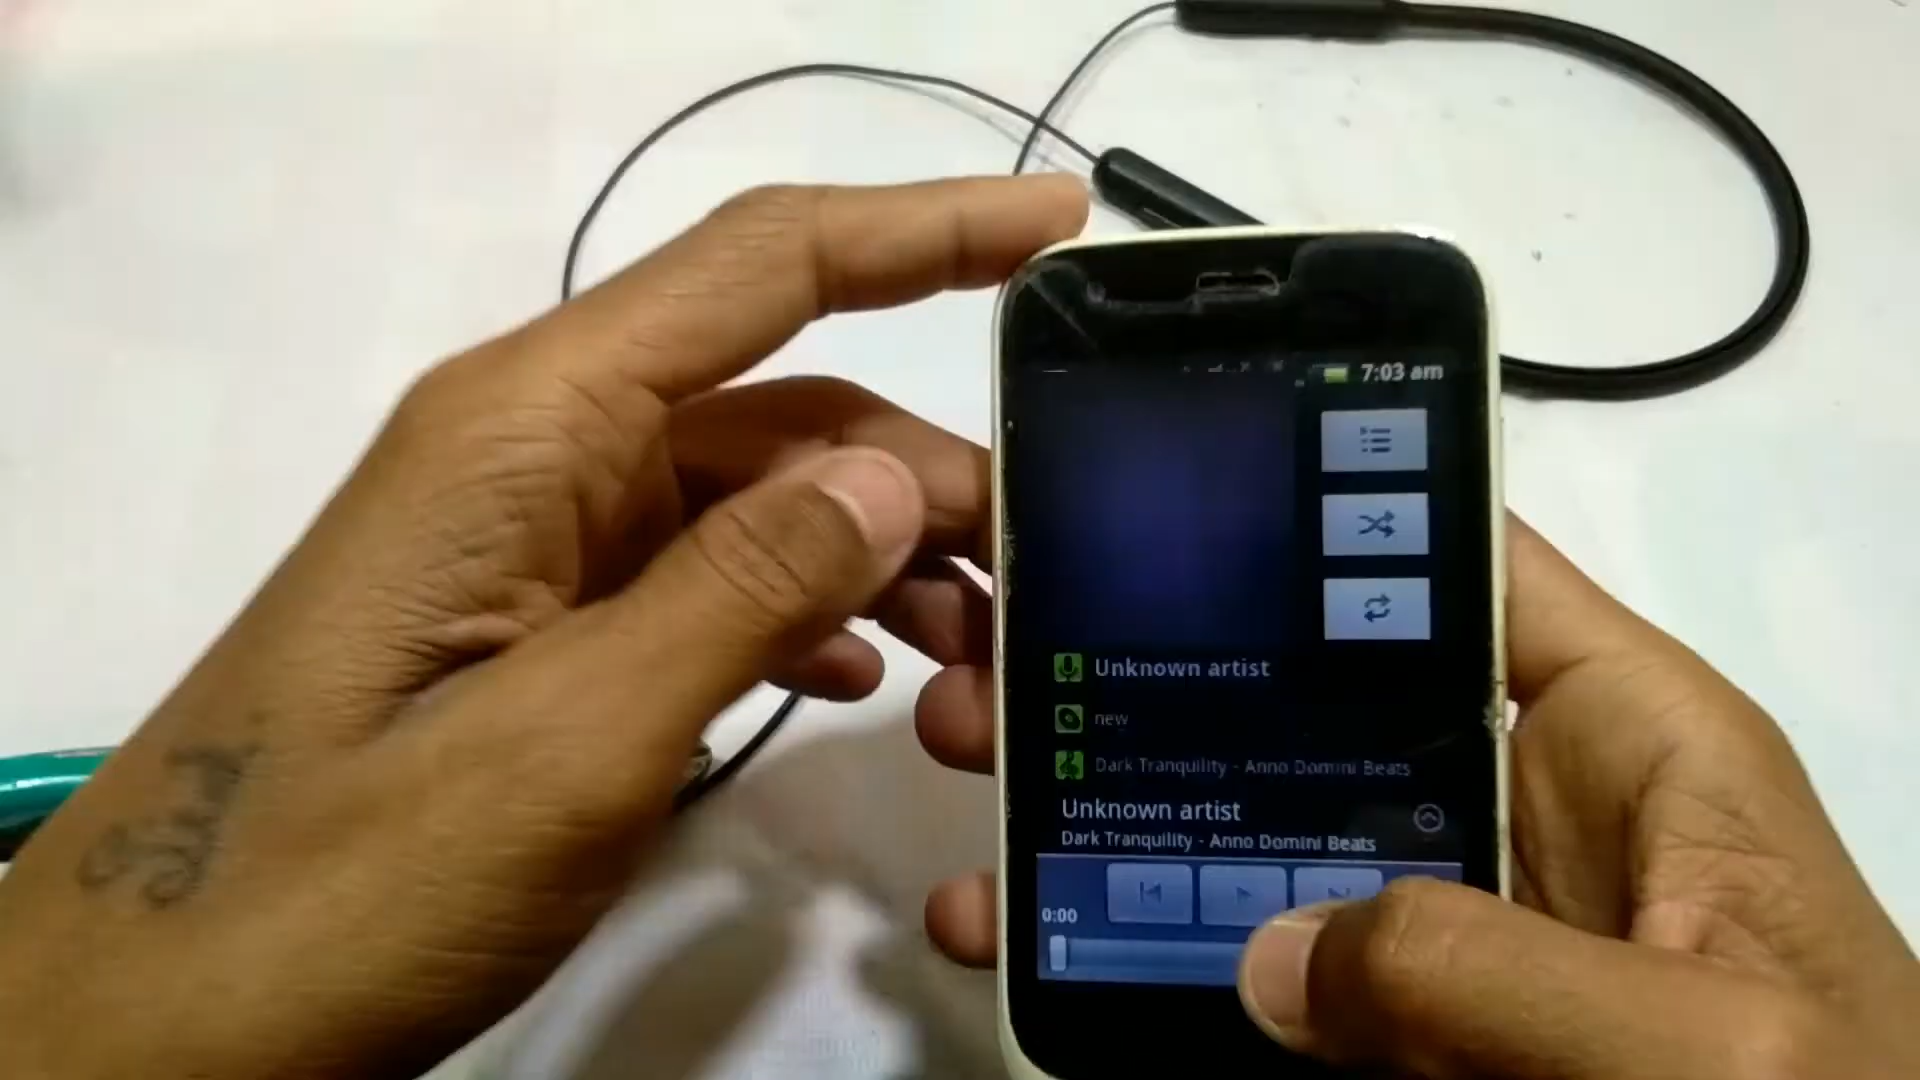 7:03 am
Unknown artist
new
Dark Tranquility - Anno Domini Beats
Unknown artist
Dark Tranquility - Anno Domini Beats
0:00